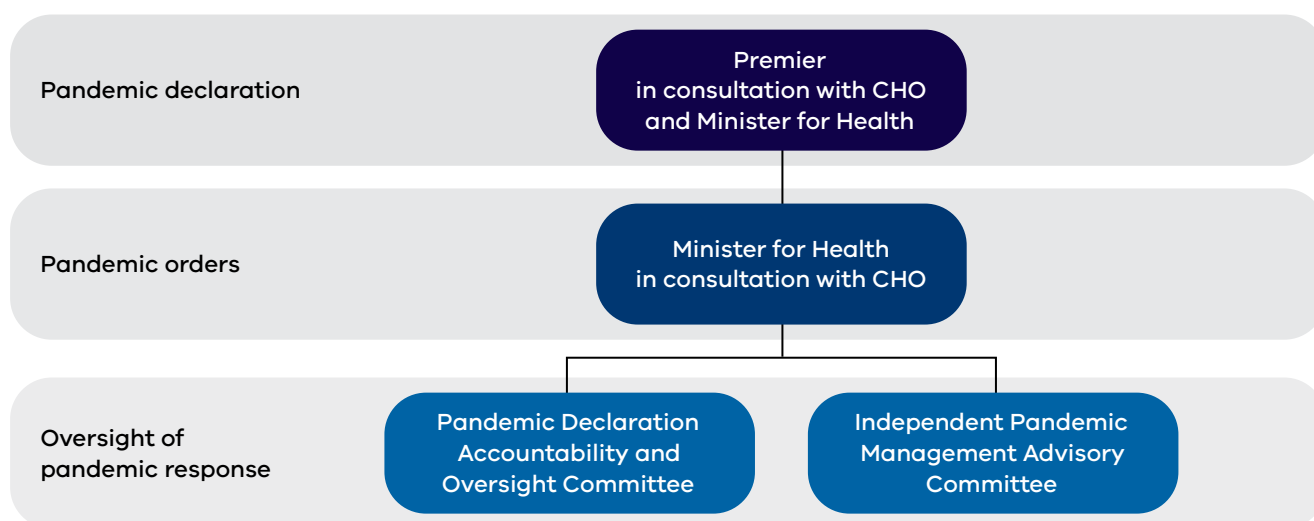 Pandemic declaration
Premier
in consultation with CHO
and Minister for Health
Pandemic orders
Minister for Health
in consultation with CHO
Oversight of
pandemic response
Pandemic Declaration
Accountability and
Oversight Committee
Independent Pandemic
Management Advisory
Committee